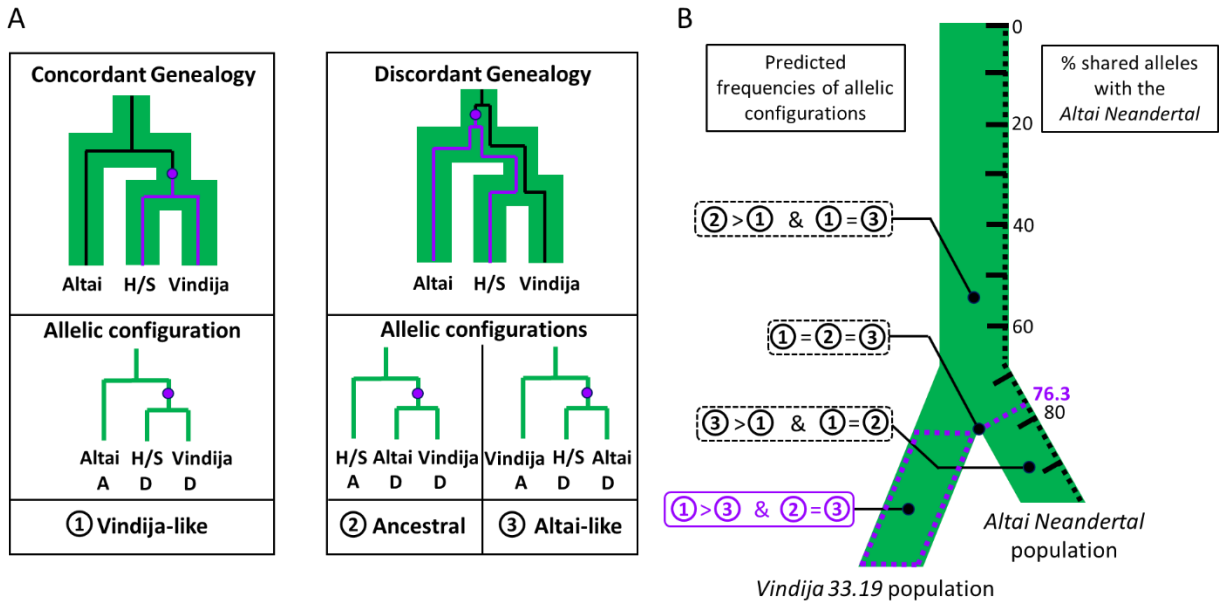 A
Concordant Genealogy
Altai H/S Vindija
Allelic configuration
Altai H/S Vindija
A D D
① Vindija-like
Discordant Genealogy
Altai H/S Vindija
Allelic configurations
H/S Altai Vindija
A D D
② Ancestral
Vindija H/S Altai
A D D
③ Altai-like
B
Predicted
frequencies of allelic
configurations
% shared alleles
with the
Altai Neandertal
0
20
40
60
76.3
80
②>① & ①=③
①=②=③
③>① & ①=②
①>③ & ②=③
Altai Neandertal
population
Vindija 33.19 population